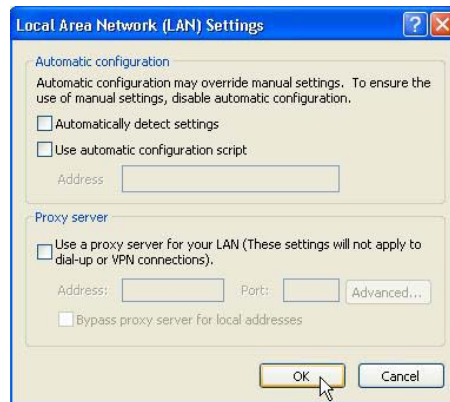 Local Area Network (LAN) Settings
Automatic configuration
Automatic configuration may override manual settings. To ensure the
use of manual settings, disable automatic configuration.
Automatically detect settings
Use automatic configuration script
Address
Proxy server
Use a proxy server for your LAN (These settings will not apply to
dial-up or VPN connections).
Address: Port: Advanced...
Bypass proxy server for local addresses
OK Cancel